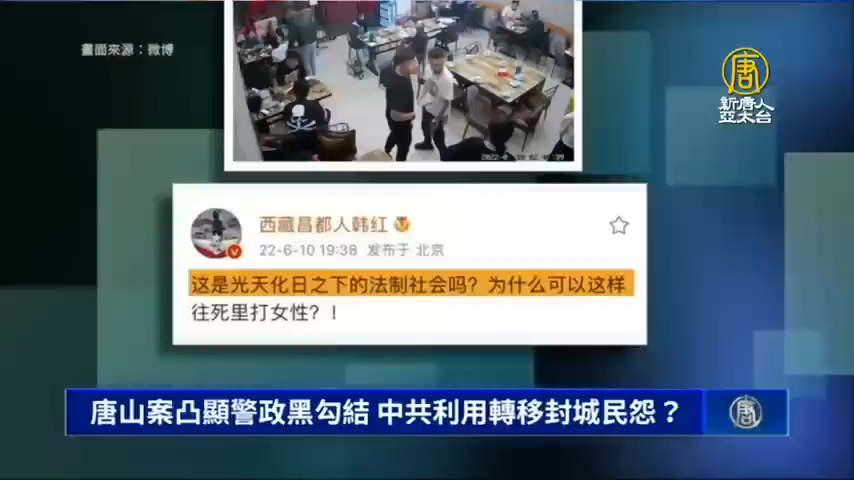 畫面來源：微博
唐
新唐人
亞太台
西藏昌都人韩红
22-6-10 19:38 发布于 北京
这是光天化日之下的法制社会吗？为什么可以这样
往死里打女性？！
唐山案凸顯警政黑勾結 中共利用轉移封城民怨？
唐